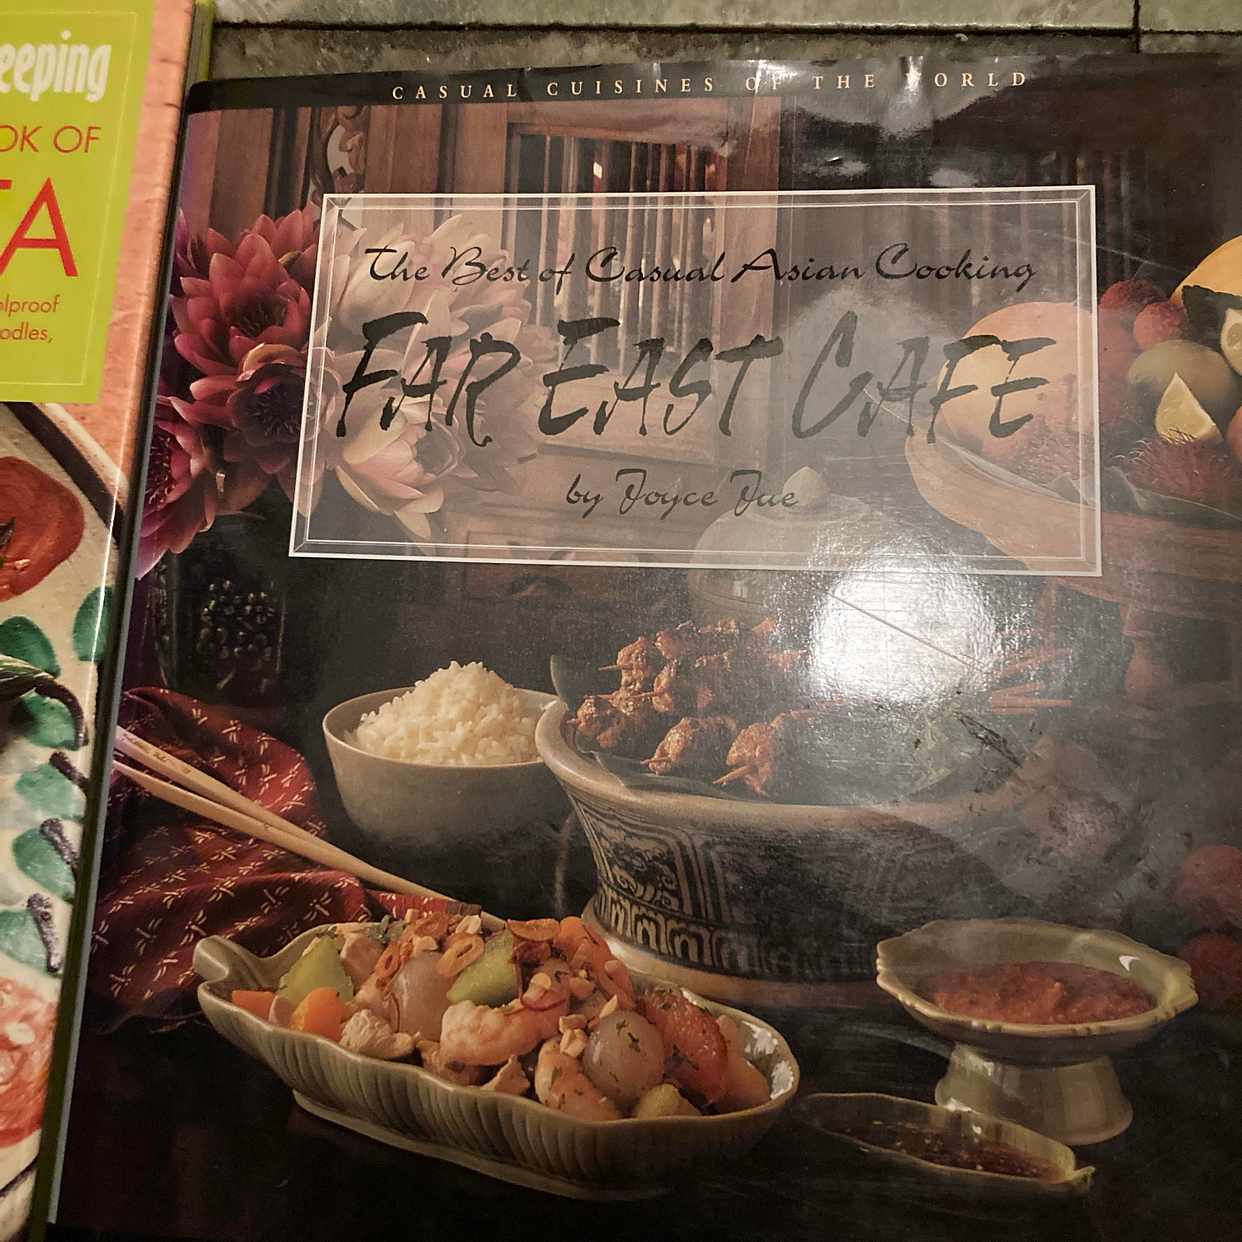 eeping
OK OF
TA
olproof
odles,
CASUAL CUISINES OF THE WORLD
The Best of Casual Asian Cooking
FAR EAST CAFE
by Joyce Jue